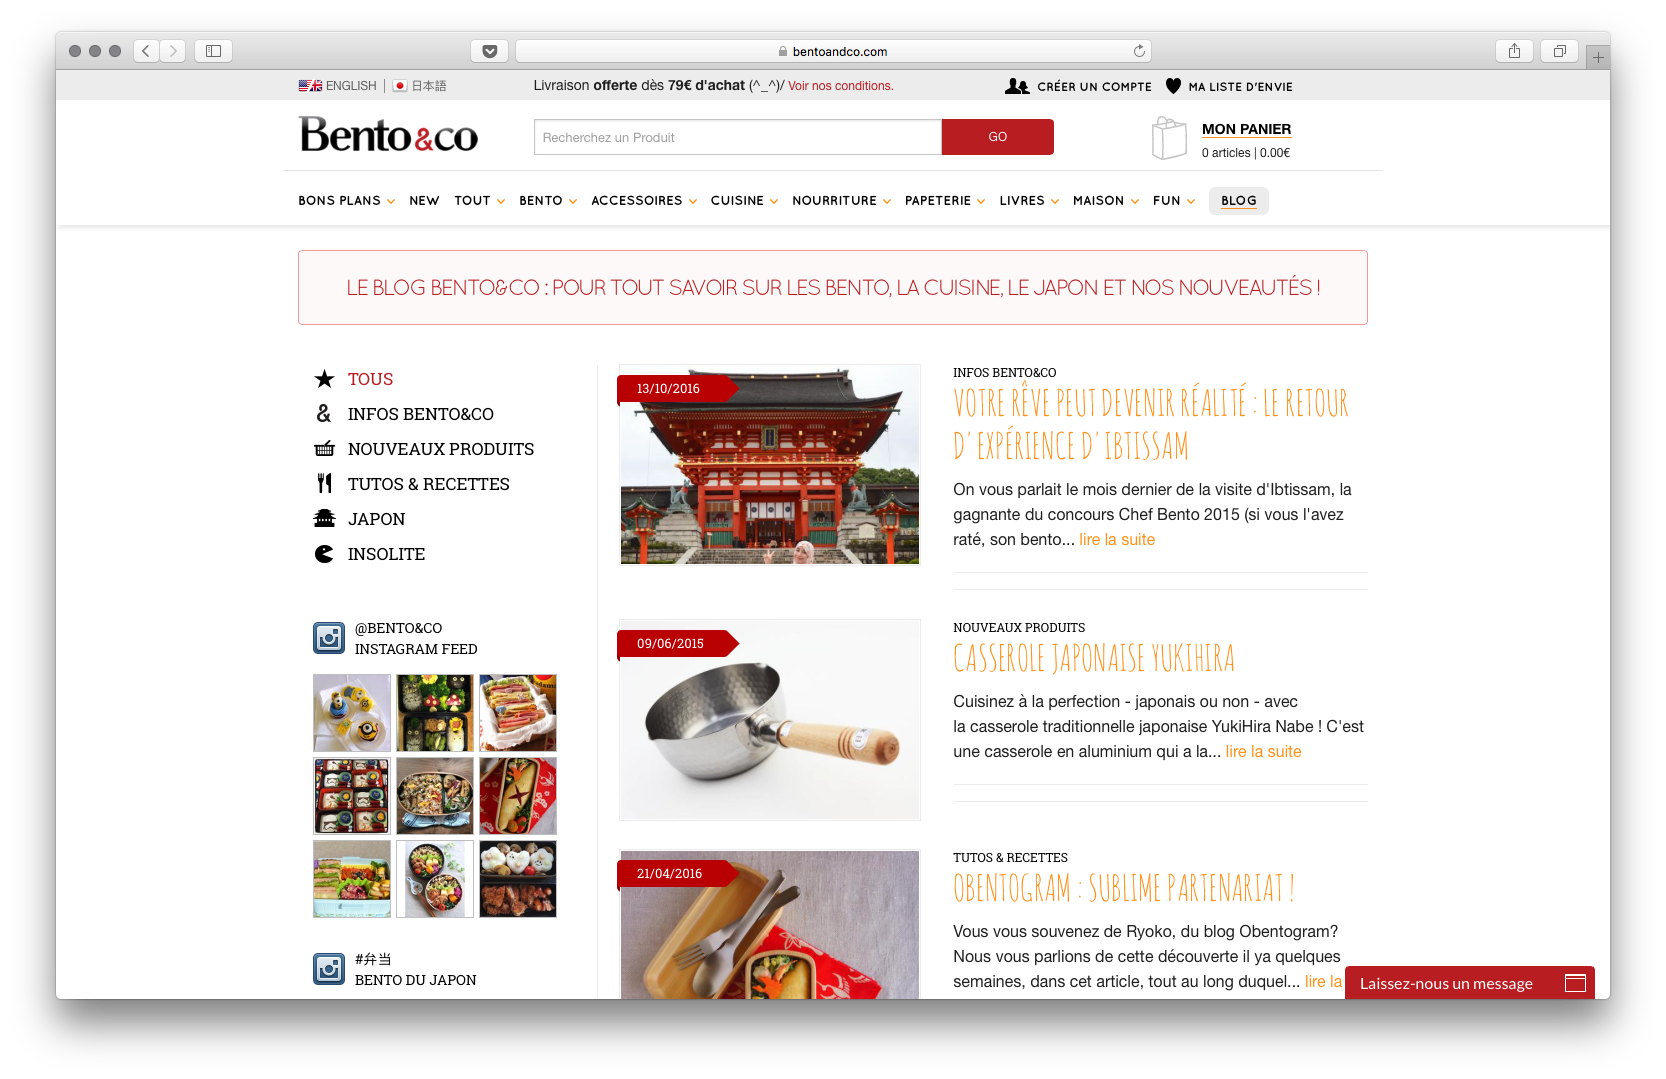 bentoandco.com
ENGLISH | 日本語
Livraison offerte dès 79€ d'achat (^_^)/ Voir nos conditions.
CRÉER UN COMPTE
MA LISTE D'ENVIE
Bento&co
Recherchez un Produit
GO
MON PANIER
0 articles | 0.00€
BONS PLANS NEW TOUT BENTO ACCESSOIRES CUISINE NOURRITURE PAPETERIE LIVRES MAISON FUN BLOG
LE BLOG BENTO&CO : POUR TOUT SAVOIR SUR LES BENTO, LA CUISINE, LE JAPON ET NOS NOUVEAUTÉS !
TOUS
INFOS BENTO&CO
NOUVEAUX PRODUITS
TUTOS & RECETTES
JAPON
INSOLITE
@BENTO&CO
INSTAGRAM FEED
#弁当
BENTO DU JAPON
13/10/2016
INFOS BENTO&CO
VOTRE RÊVE PEUT DEVENIR RÉALITÉ : LE RETOUR
D'EXPÉRIENCE D'IBTISSAM
On vous parlait le mois dernier de la visite d'Ibtissam, la
gagnante du concours Chef Bento 2015 (si vous l'avez
raté, son bento... lire la suite
09/06/2015
NOUVEAUX PRODUITS
CASSEROLE JAPONAISE YUKIHIRA
Cuisinez à la perfection - japonais ou non - avec
la casserole traditionnelle japonaise YukiHira Nabe ! C'est
une casserole en aluminium qui a la... lire la suite
21/04/2016
TUTOS & RECETTES
OBENTOGRAM : SUBLIME PARTENARIAT !
Vous vous souvenez de Ryoko, du blog Obentogram?
Nous vous parlions de cette découverte il ya quelques
semaines, dans cet article, tout au long duquel... lire la
Laissez-nous un message